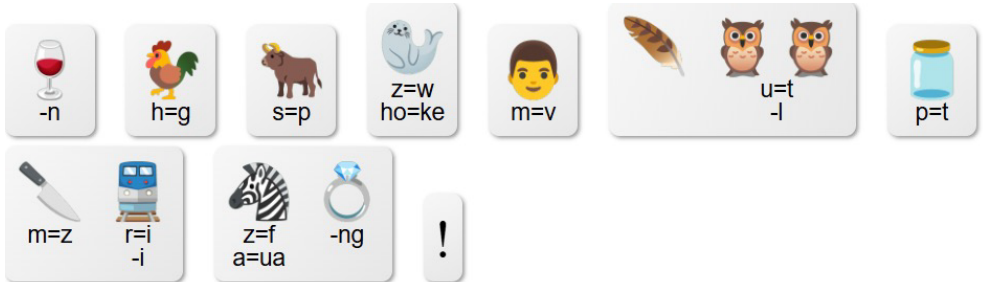 -n
h=g
s=p
z=w
ho=ke
m=v
u=t
-l
p=t
m=z
r=i
-i
z=f
a=ua
-ng
!